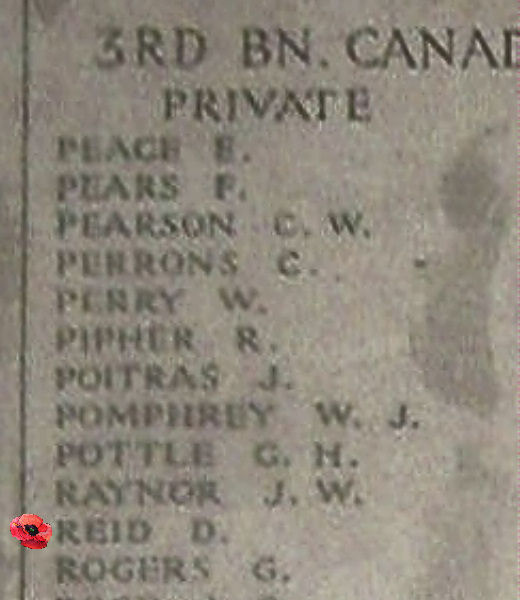 3RD BN. CANAD
PRIVATE
PEACE E.
PEARS F.
PEARSON C. W.
PERRONS C.
PERRY W.
PIPHER R.
POITRAS J.
POMPHREY W. J.
POTTLE G. H.
RAYNOR J. W.
REID D.
ROGERS G.